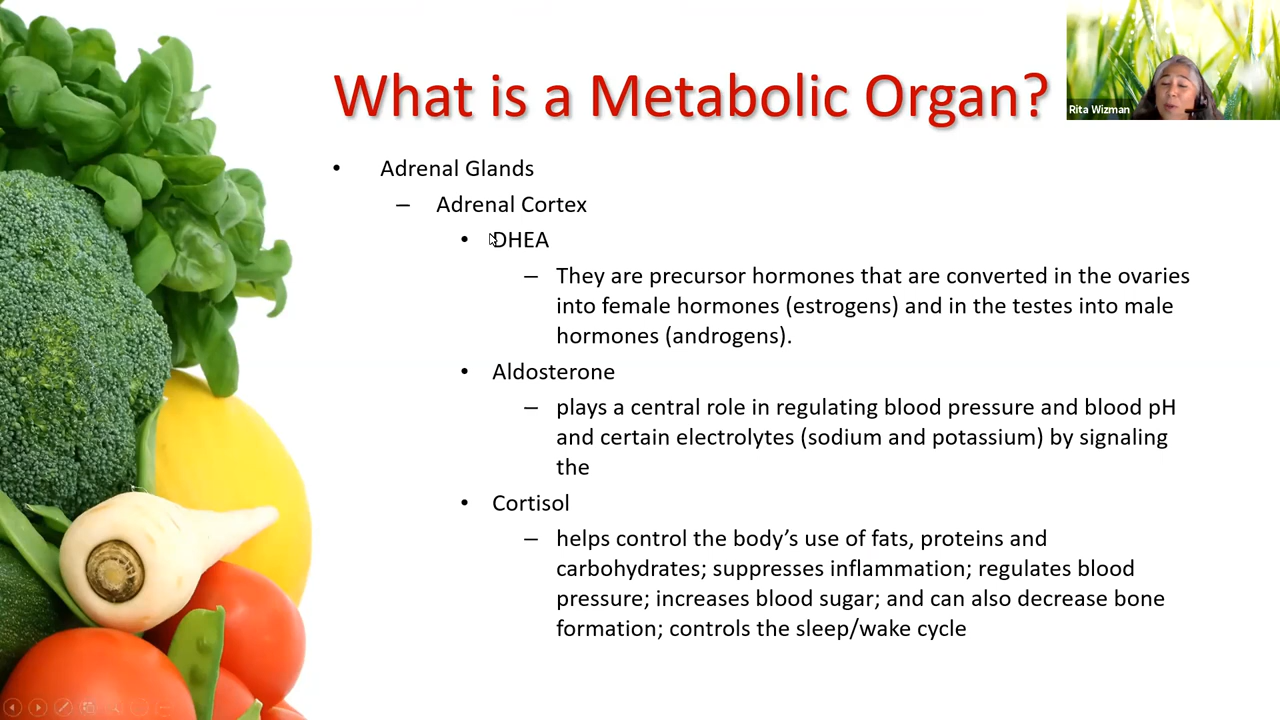 What is a Metabolic Organ?
Rita Wizman
• Adrenal Glands
– Adrenal Cortex
• DHEA
– They are precursor hormones that are converted in the ovaries
into female hormones (estrogens) and in the testes into male
hormones (androgens).
• Aldosterone
– plays a central role in regulating blood pressure and blood pH
and certain electrolytes (sodium and potassium) by signaling
the
• Cortisol
– helps control the body’s use of fats, proteins and
carbohydrates; suppresses inflammation; regulates blood
pressure; increases blood sugar; and can also decrease bone
formation; controls the sleep/wake cycle